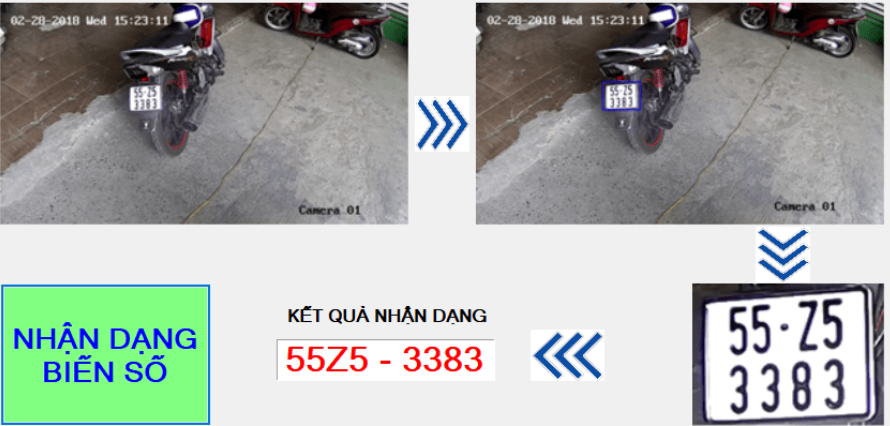 02-28-2018 Wed 15:23:11
55-Z5
3383
Camera 01
02-28-2018 Wed 15:23:11
55-Z5
3383
Camera 01
55-Z5
3383
KẾT QUẢ NHẬN DẠNG
55Z5 - 3383
NHẬN DẠNG
BIỂN SỐ